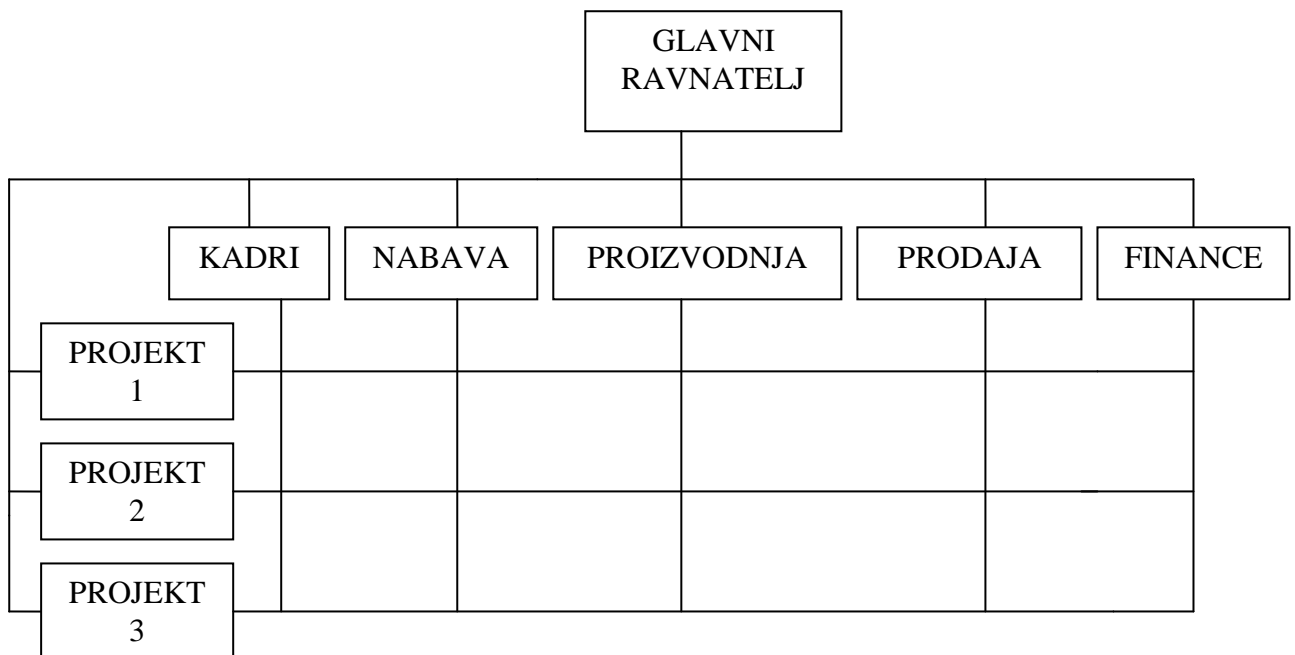 GLAVNI
RAVNATELJ
KADRI
NABAVA
PROIZVODNJA
PRODAJA
FINANCE
PROJEKT
1
PROJEKT
2
PROJEKT
3